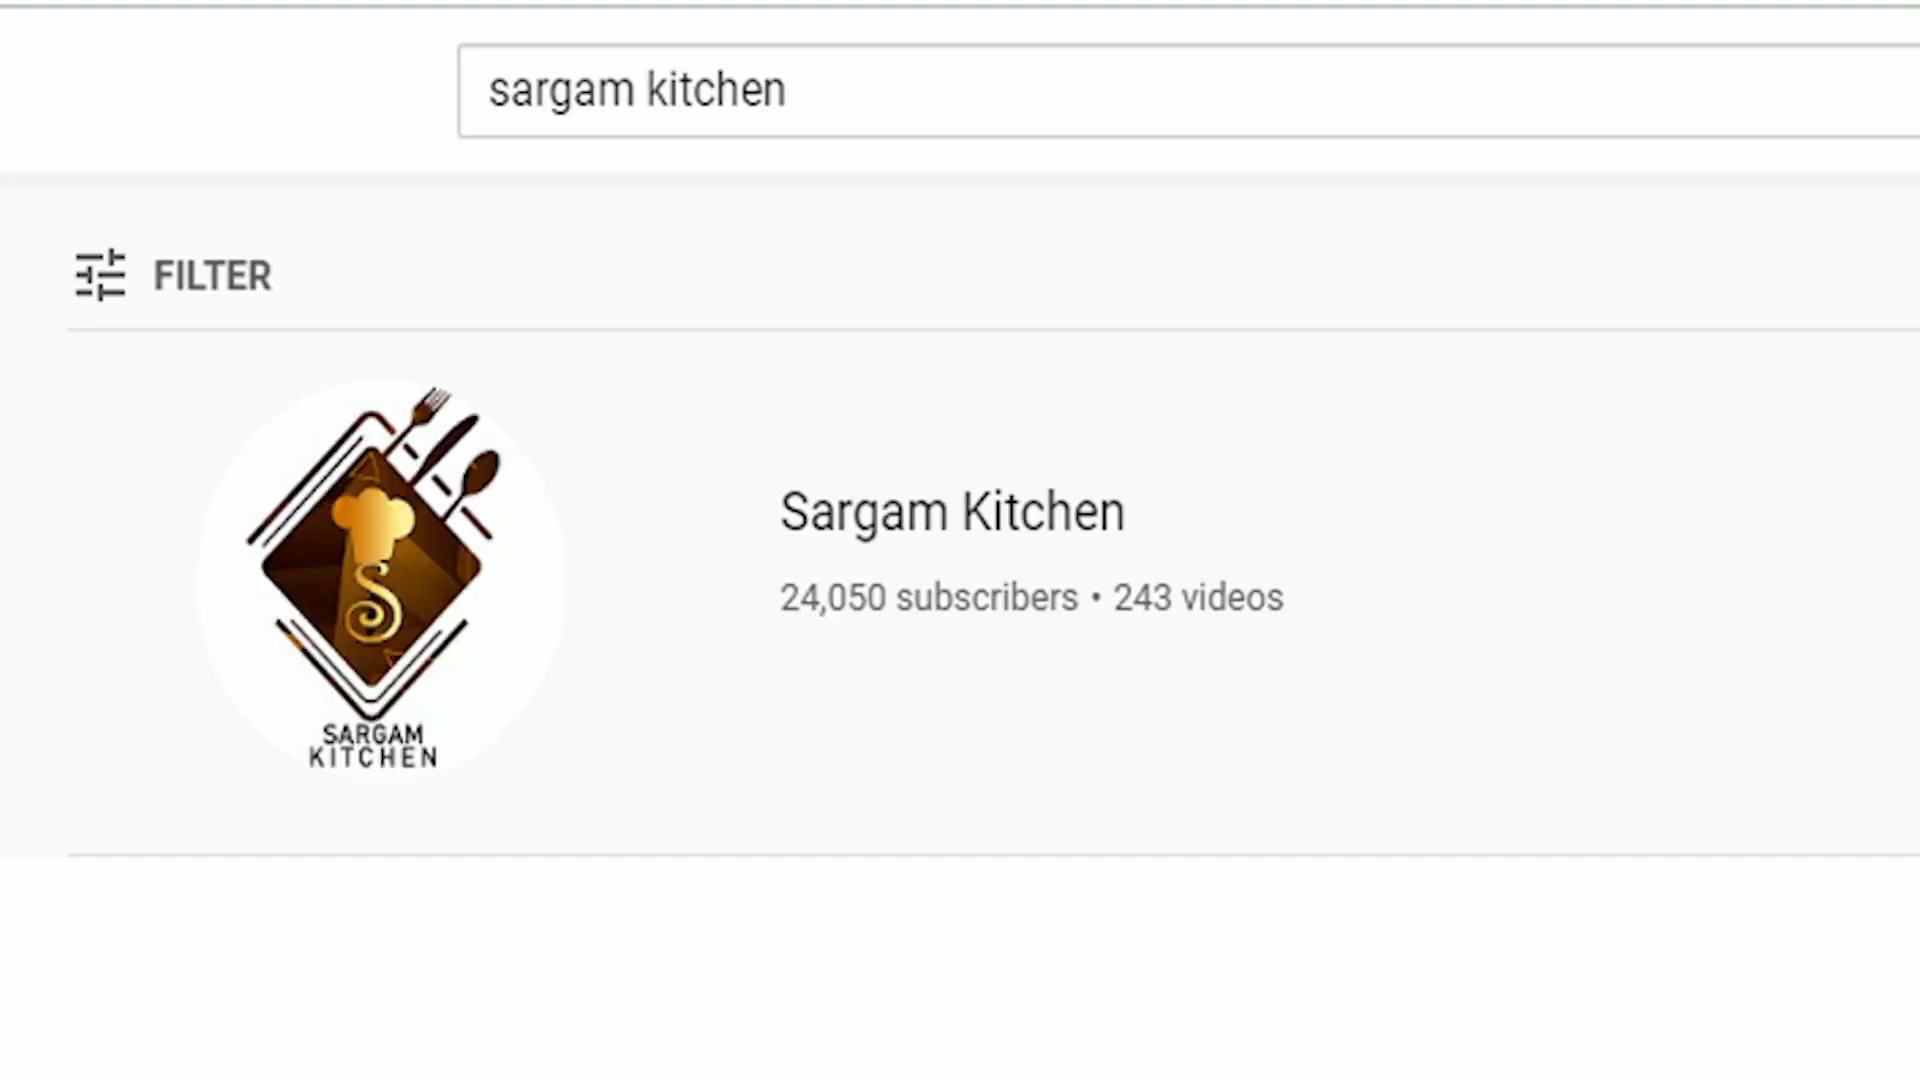 sargam kitchen
FILTER
S
SARGAM
KITCHEN
Sargam Kitchen
24,050 subscribers • 243 videos